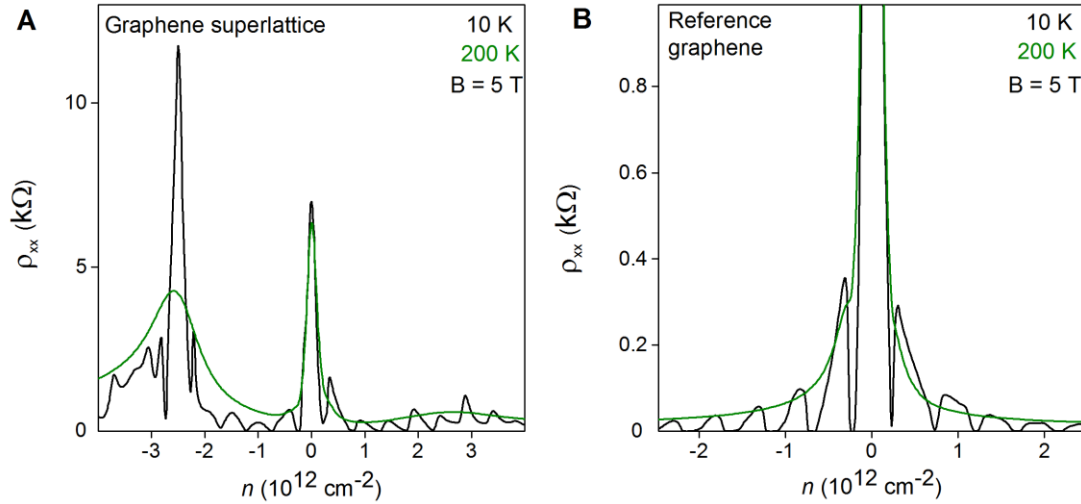 A
Graphene superlattice
10 K
200 K
B = 5 T
10
5
0
ρxx (kΩ)
-3 -2 -1 0 1 2 3
n (10^12 cm^-2)
B
Reference
graphene
10 K
200 K
B = 5 T
0.8
0.6
0.4
0.2
0
ρxx (kΩ)
-2 -1 0 1 2
n (10^12 cm^-2)